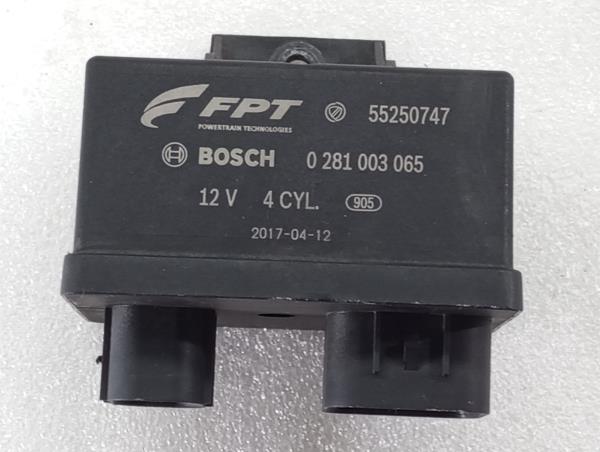 FPT 55250747
POWERTRAIN TECHNOLOGIES
BOSCH 0 281 003 065
12 V 4 CYL. 905
2017-04-12